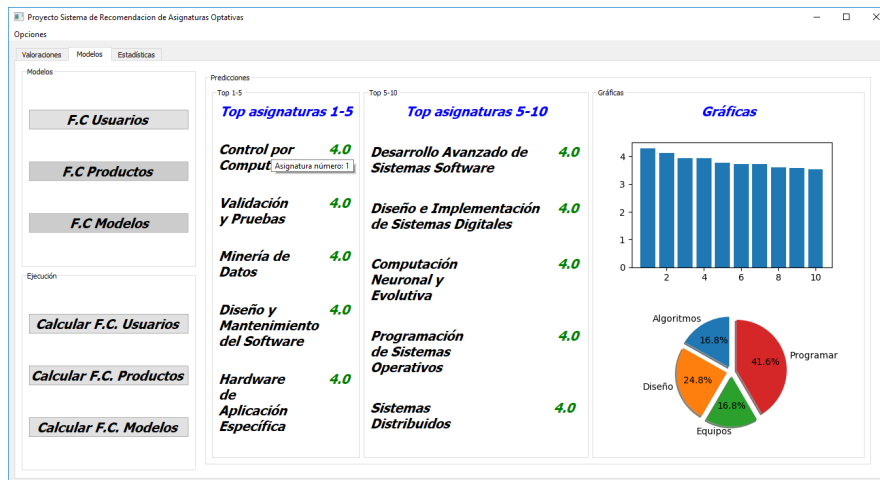 Proyecto Sistema de Recomendacion de Asignaturas Optativas
Opciones
Valoraciones Modelos Estadísticas
Modelos
F.C Usuarios
F.C Productos
F.C Modelos
Ejecución
Calcular F.C. Usuarios
Calcular F.C. Productos
Calcular F.C. Modelos
Predicciones
Top 1-5
Top asignaturas 1-5
Control por 4.0
Comput
Asignatura número: 1
Validación 4.0
y Pruebas
Minería de 4.0
Datos
Diseño y 4.0
Mantenimiento
del Software
Hardware 4.0
de
Aplicación
Específica
Top 5-10
Top asignaturas 5-10
Desarrollo Avanzado de 4.0
Sistemas Software
Diseño e Implementación 4.0
de Sistemas Digitales
Computación 4.0
Neuronal y
Evolutiva
Programación 4.0
de Sistemas
Operativos
Sistemas 4.0
Distribuidos
Gráficas
Gráficas
4
3
2
1
0
2 4 6 8 10
Algoritmos
16.8%
Programar
41.6%
Diseño
24.8%
16.8%
Equipos